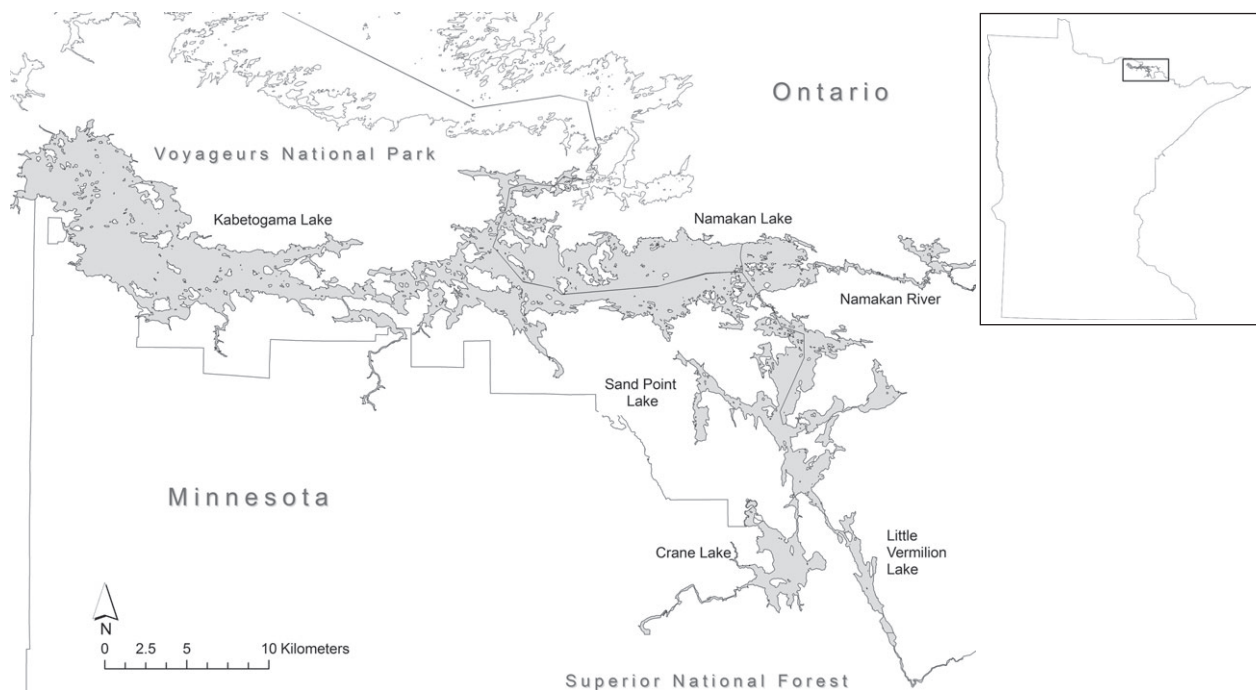 Ontario
Voyageurs National Park
Kabetogama Lake
Namakan Lake
Namakan River
Sand Point
Lake
Minnesota
Crane Lake
Little
Vermilion
Lake
N
0 2.5 5 10 Kilometers
Superior National Forest